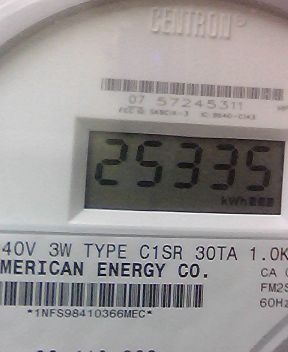 CENTRON®
07 57245311
25335
kWh
40V 3W TYPE C1SR 30TA 1.0K
MERICAN ENERGY CO.
CA
FM2S
60Hz
*1NFS98410366MEC*